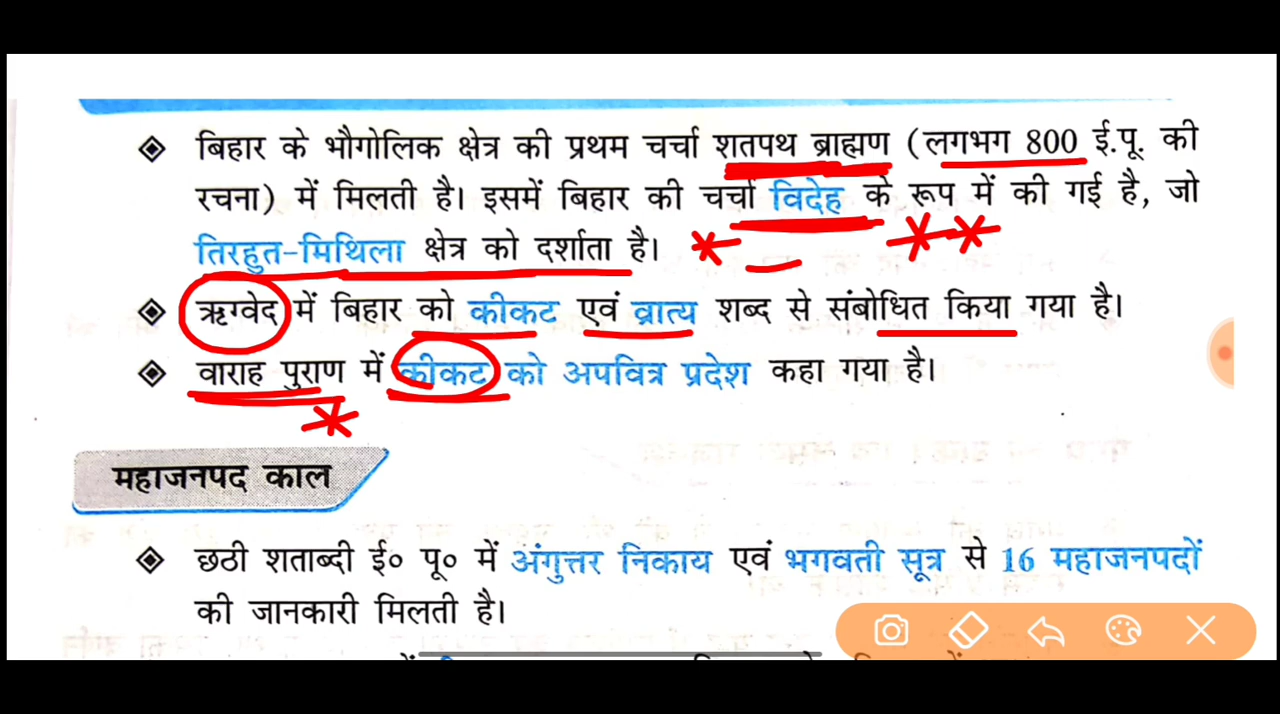 बिहार के भौगोलिक क्षेत्र की प्रथम चर्चा शतपथ ब्राह्मण (लगभग 800 ई.पू. की
रचना) में मिलती है। इसमें बिहार की चर्चा विदेह के रूप में की गई है, जो
तिरहुत-मिथिला क्षेत्र को दर्शाता है।
ऋग्वेद में बिहार को कीकट एवं व्रात्य शब्द से संबोधित किया गया है।
वाराह पुराण में कीकट को अपवित्र प्रदेश कहा गया है।
महाजनपद काल
छठी शताब्दी ई० पू० में अंगुत्तर निकाय एवं भगवती सूत्र से 16 महाजनपदों
की जानकारी मिलती है।